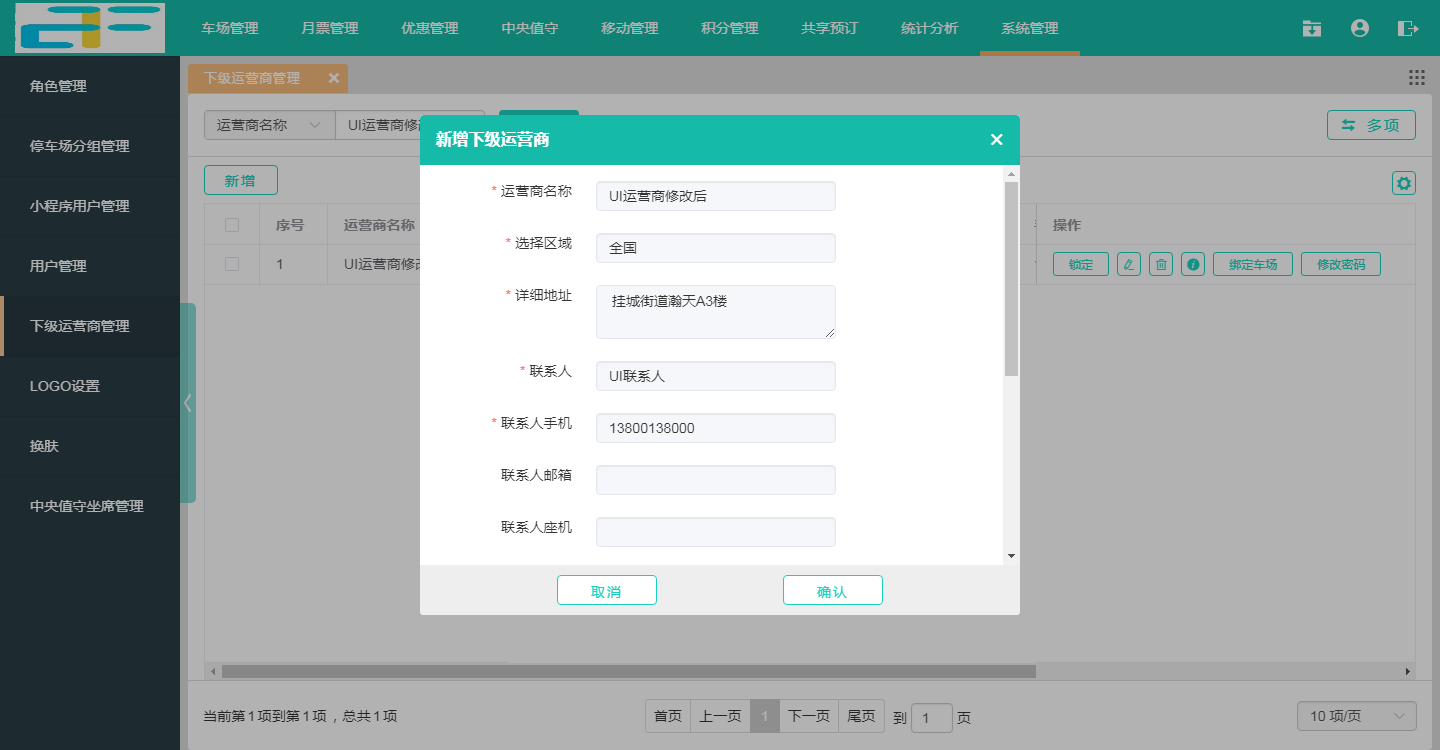 车场管理 月票管理 优惠管理 中央值守 移动管理 积分管理 共享预订 统计分析 系统管理
角色管理
停车场分组管理
小程序用户管理
用户管理
下级运营商管理
LOGO设置
换肤
中央值守坐席管理
下级运营商管理
运营商名称 UI运营商修
多项
新增
序号 运营商名称 操作
1 UI运营商修 锁定 绑定车场 修改密码
新增下级运营商
* 运营商名称 UI运营商修改后
* 选择区域 全国
* 详细地址 挂城街道瀚天A3楼
* 联系人 UI联系人
* 联系人手机 13800138000
联系人邮箱
联系人座机
取消 确认
当前第1项到第1项，总共1项 首页 上一页 1 下一页 尾页 到 1 页 10 项/页